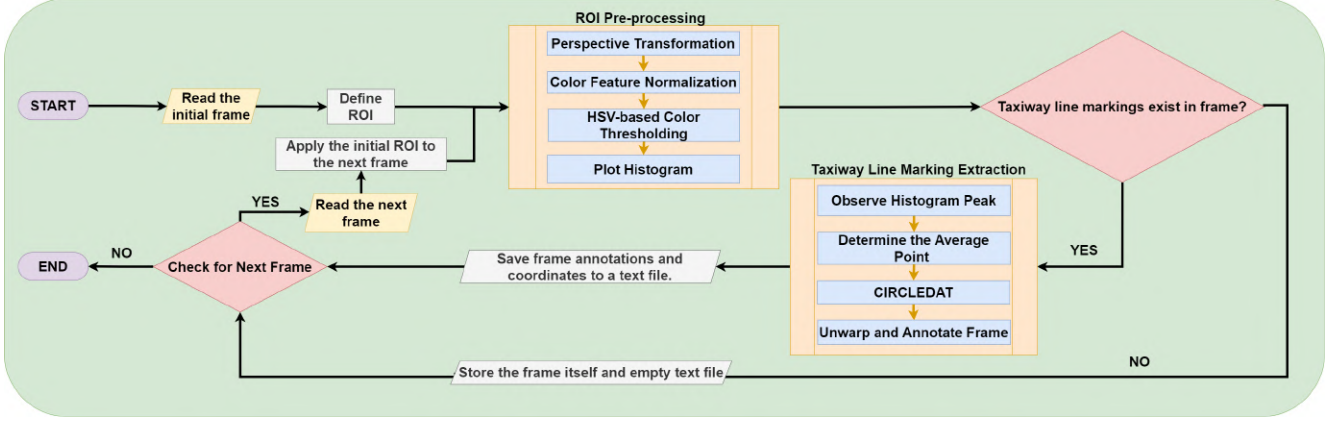 ROI Pre-processing
Perspective Transformation
Color Feature Normalization
HSV-based Color
Thresholding
Plot Histogram
START
Read the
initial frame
Define
ROI
Apply the initial ROI to
the next frame
Read the next
frame
YES
Taxiway line markings exist in frame?
Taxiway Line Marking Extraction
Observe Histogram Peak
Determine the Average
Point
CIRCLEDAT
Unwarp and Annotate Frame
YES
NO
Save frame annotations and
coordinates to a text file.
Check for Next Frame
NO
END
Store the frame itself and empty text file